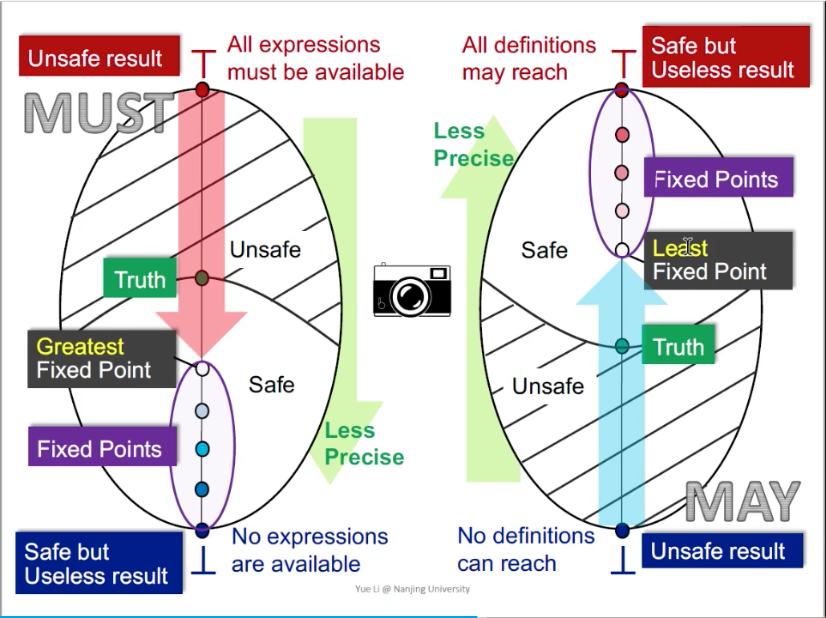 Unsafe result
⊤
All expressions
must be available
MUST
Unsafe
Truth
Greatest
Fixed Point
Safe
Fixed Points
Less
Precise
Safe but
Useless result
⊥
No expressions
are available
All definitions
may reach
⊤
Safe but
Useless result
Less
Precise
Fixed Points
Safe
Least
Fixed Point
Truth
Unsafe
MAY
No definitions
can reach
⊥
Unsafe result
Yue Li @ Nanjing University